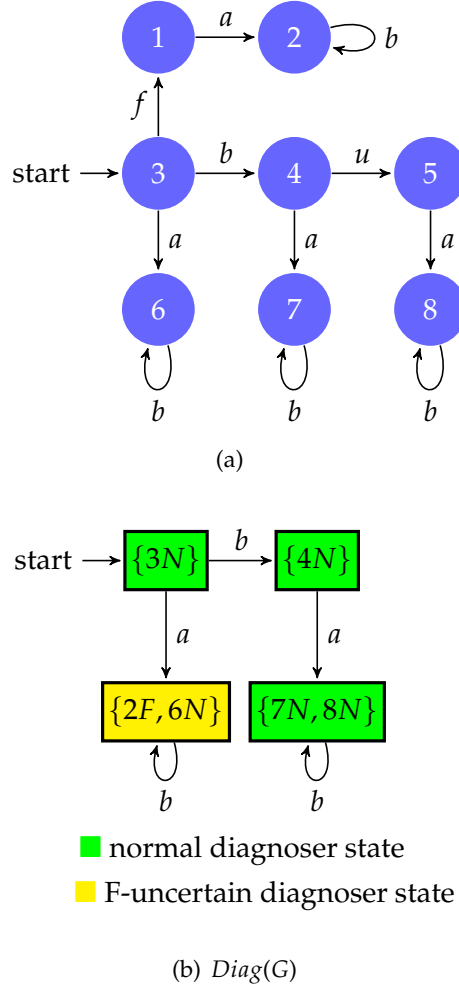 1 a 2 b
f
start 3 b 4 u 5
a a a
6 7 8
b b b
(a)
start {3N} b {4N}
a a
{2F, 6N} {7N, 8N}
b b
normal diagnoser state
F-uncertain diagnoser state
(b) Diag(G)